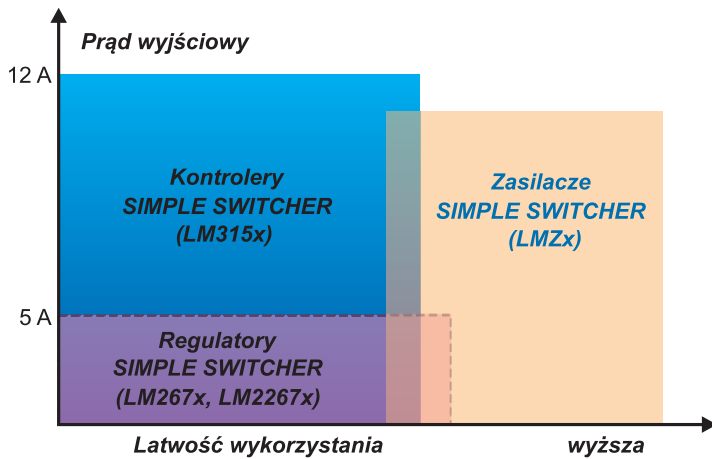 Prąd wyjściowy
12 A
Kontrolery
SIMPLE SWITCHER
(LM315x)
Zasilacze
SIMPLE SWITCHER
(LMZx)
5 A
Regulatory
SIMPLE SWITCHER
(LM267x, LM2267x)
Latwość wykorzystania
wyższa